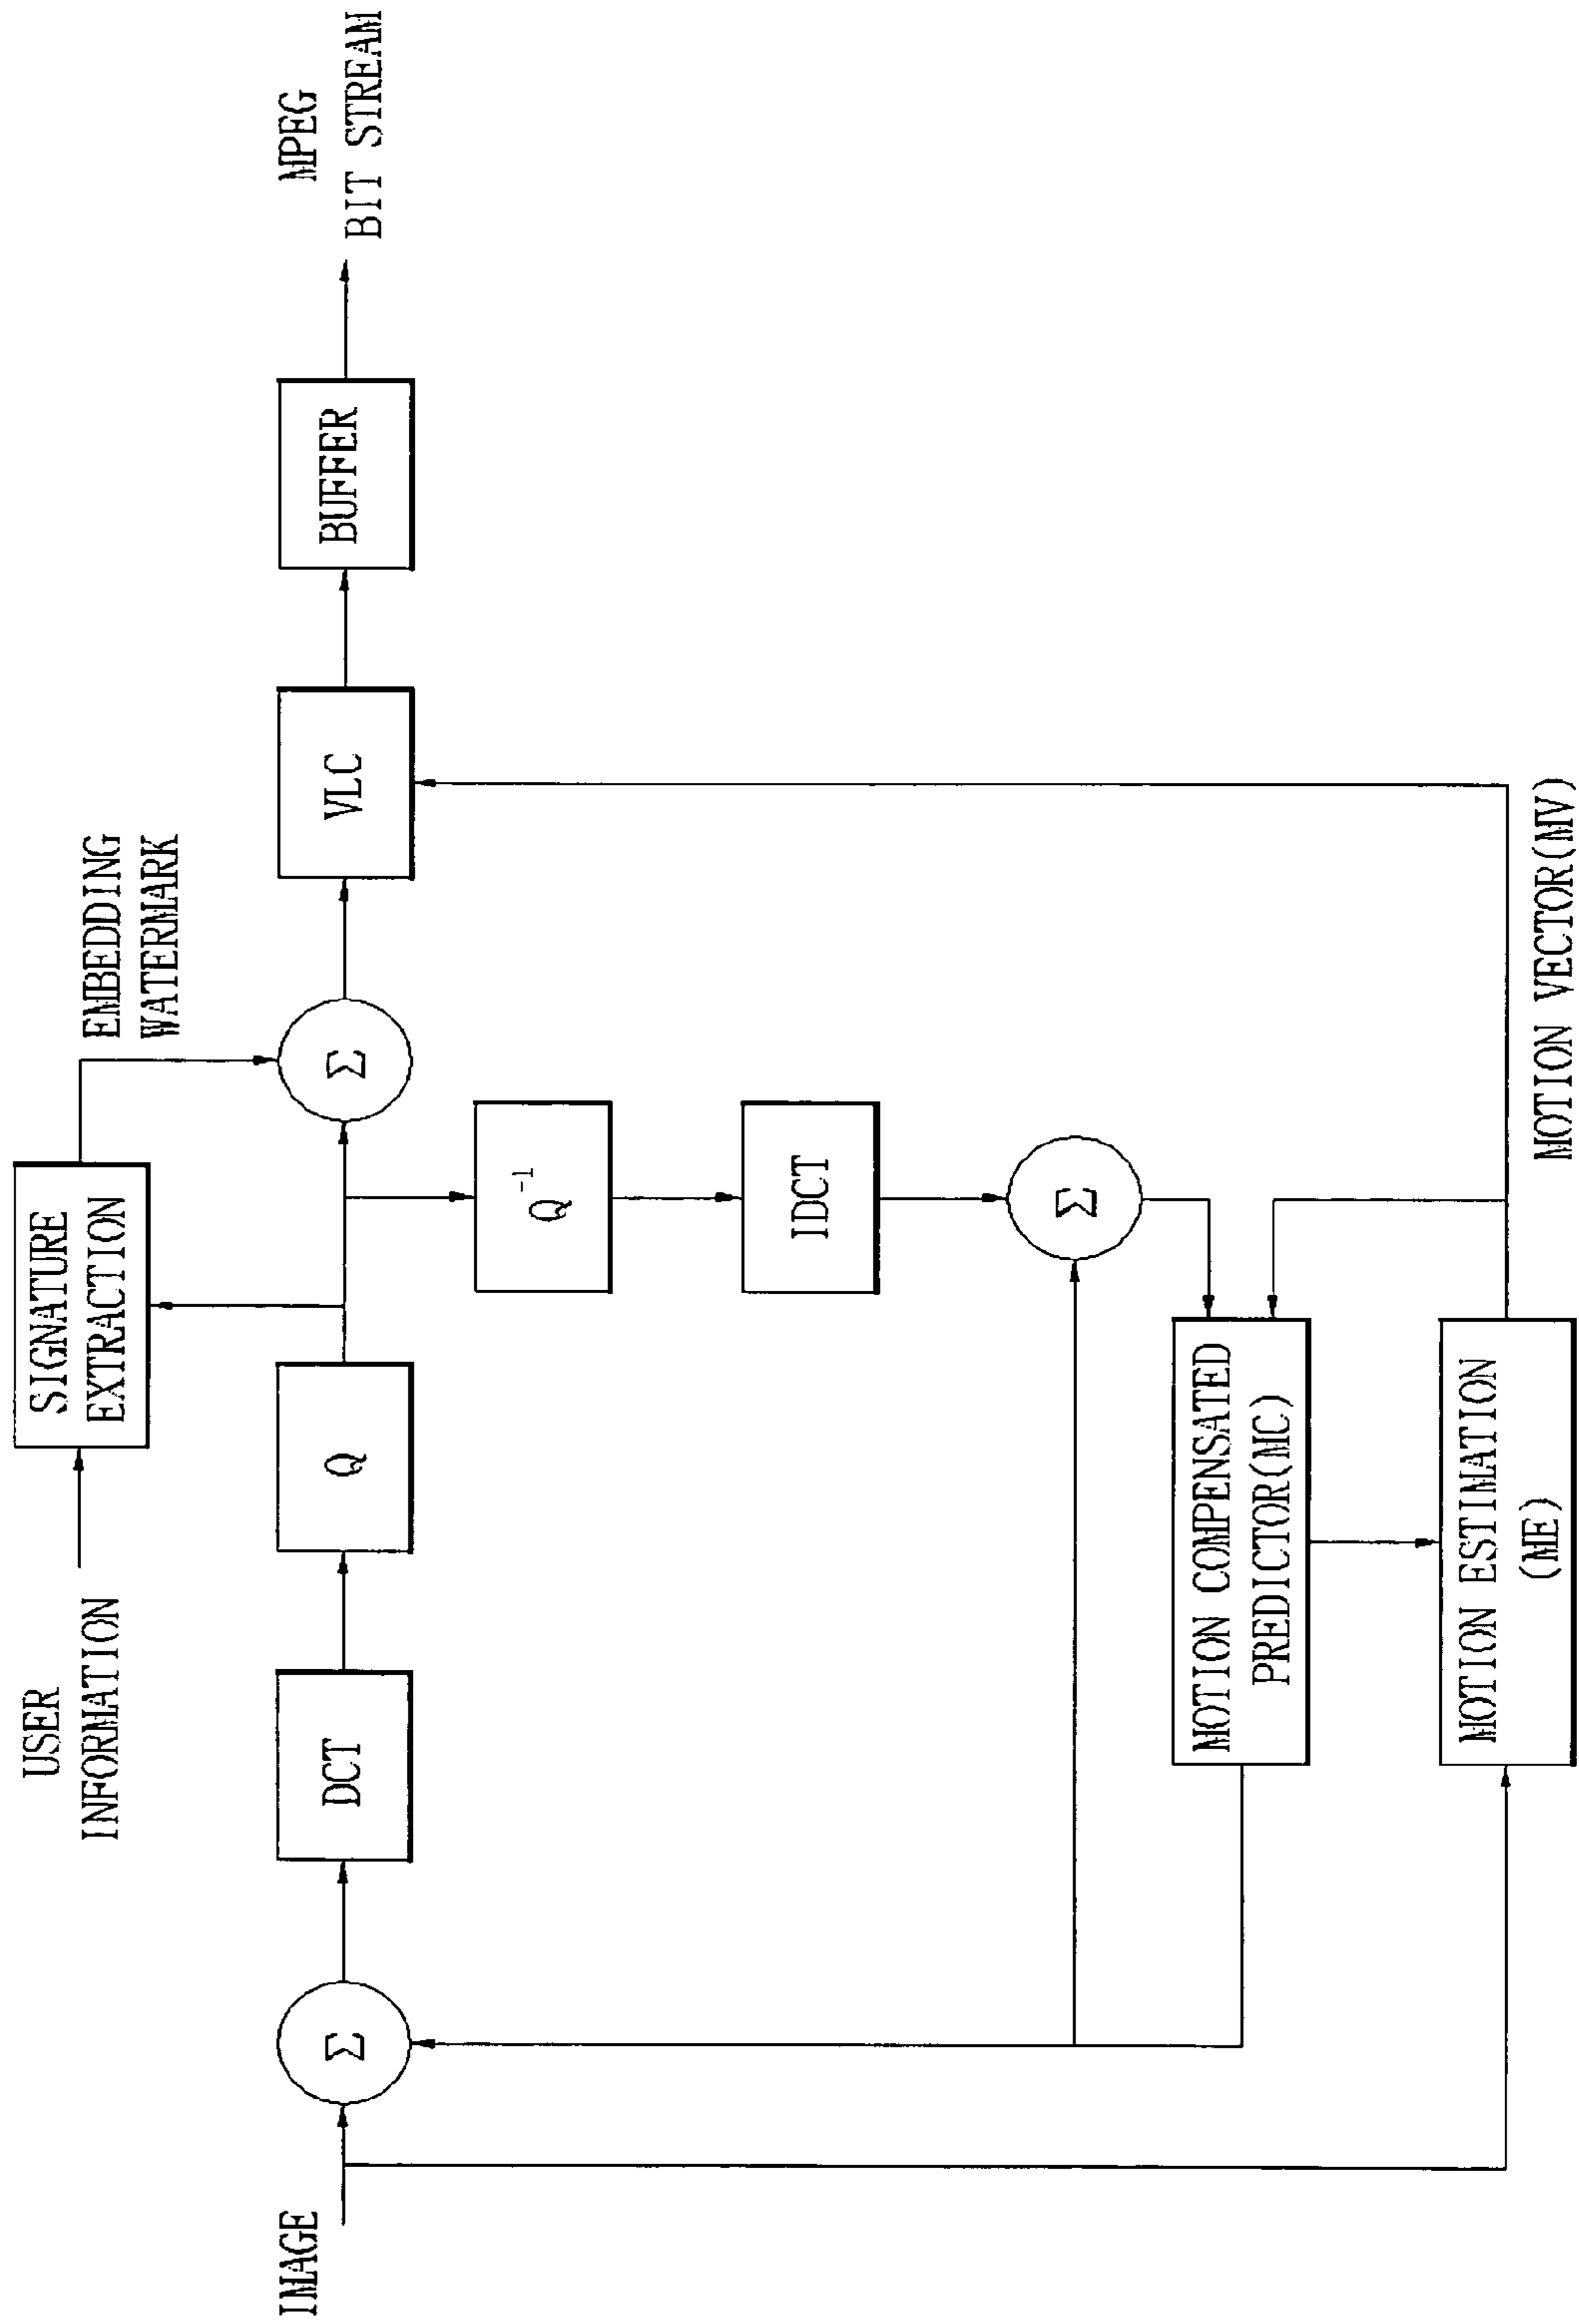 USER
INFORMATION
SIGNATURE
EXTRACTION
EMBEDDING
WATERMARK
IMAGE
Σ
DCT
Q
Σ
VLC
BUFFER
MPEG
BIT STREAM
Q⁻¹
IDCT
Σ
MOTION COMPENSATED
PREDICTOR(MC)
MOTION ESTIMATION
(ME)
MOTION VECTOR(MV)